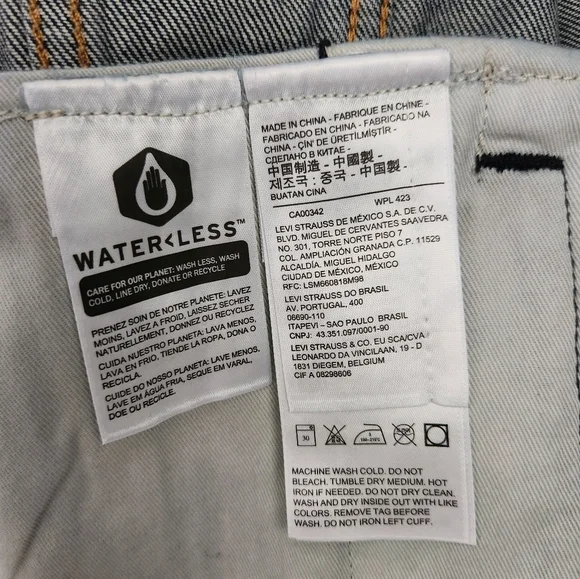 WATER<LESS™
CARE FOR OUR PLANET: WASH LESS, WASH
COLD, LINE DRY, DONATE OR RECYCLE
PRENEZ SOIN DE NOTRE PLANETE: LAVEZ
MOINS, LAVEZ A FROID, LAISSEZ SECHER
NATURELLEMENT, DONNEZ OU RECYCLEZ
CUIDA NUESTRO PLANETA: LAVA MENOS,
LAVA EN FRIO, TIENDE LA ROPA, DONA O
RECICLA.
CUIDE DO NOSSO PLANETA: LAVE MENOS,
LAVE EM ÁGUA FRIA, SEQUE EM VARAL,
DOE OU RECICLE.
MADE IN CHINA - FABRIQUE EN CHINE -
FABRICADO EN CHINA - FABRICADO EM
CHINA - ÇIN' DE ÜRETILMIŞTIR -
СДЕЛАНО В КИТАЕ -
中国制造 - 中國製 -
제조국 : 중국 - 中国製 -
BUATAN CINA
CA00342 WPL 423
LEVI STRAUSS DE MÉXICO S.A. DE C.V.
BLVD. MIGUEL DE CERVANTES SAAVEDRA
NO. 301, TORRE NORTE PISO 7
COL. AMPLIACIÓN GRANADA C.P. 11529
ALCALDÍA. MIGUEL HIDALGO
CIUDAD DE MÉXICO, MÉXICO
RFC: LSM660818M98
LEVI STRAUSS DO BRASIL
AV. PORTUGAL, 400
06690-110
ITAPEVI – SAO PAULO BRASIL
CNPJ: 43.351.097/0001-90
LEVI STRAUSS & CO. EU SCA/CVA
LEONARDO DA VINCILAAN, 19 - D
1831 DIEGEM, BELGIUM
CIF A 08298606
30
MACHINE WASH COLD. DO NOT
BLEACH. TUMBLE DRY MEDIUM. HOT
IRON IF NEEDED. DO NOT DRY CLEAN.
WASH AND DRY INSIDE OUT WITH LIKE
COLORS. REMOVE TAG BEFORE
WASH. DO NOT IRON LEFT CUFF.